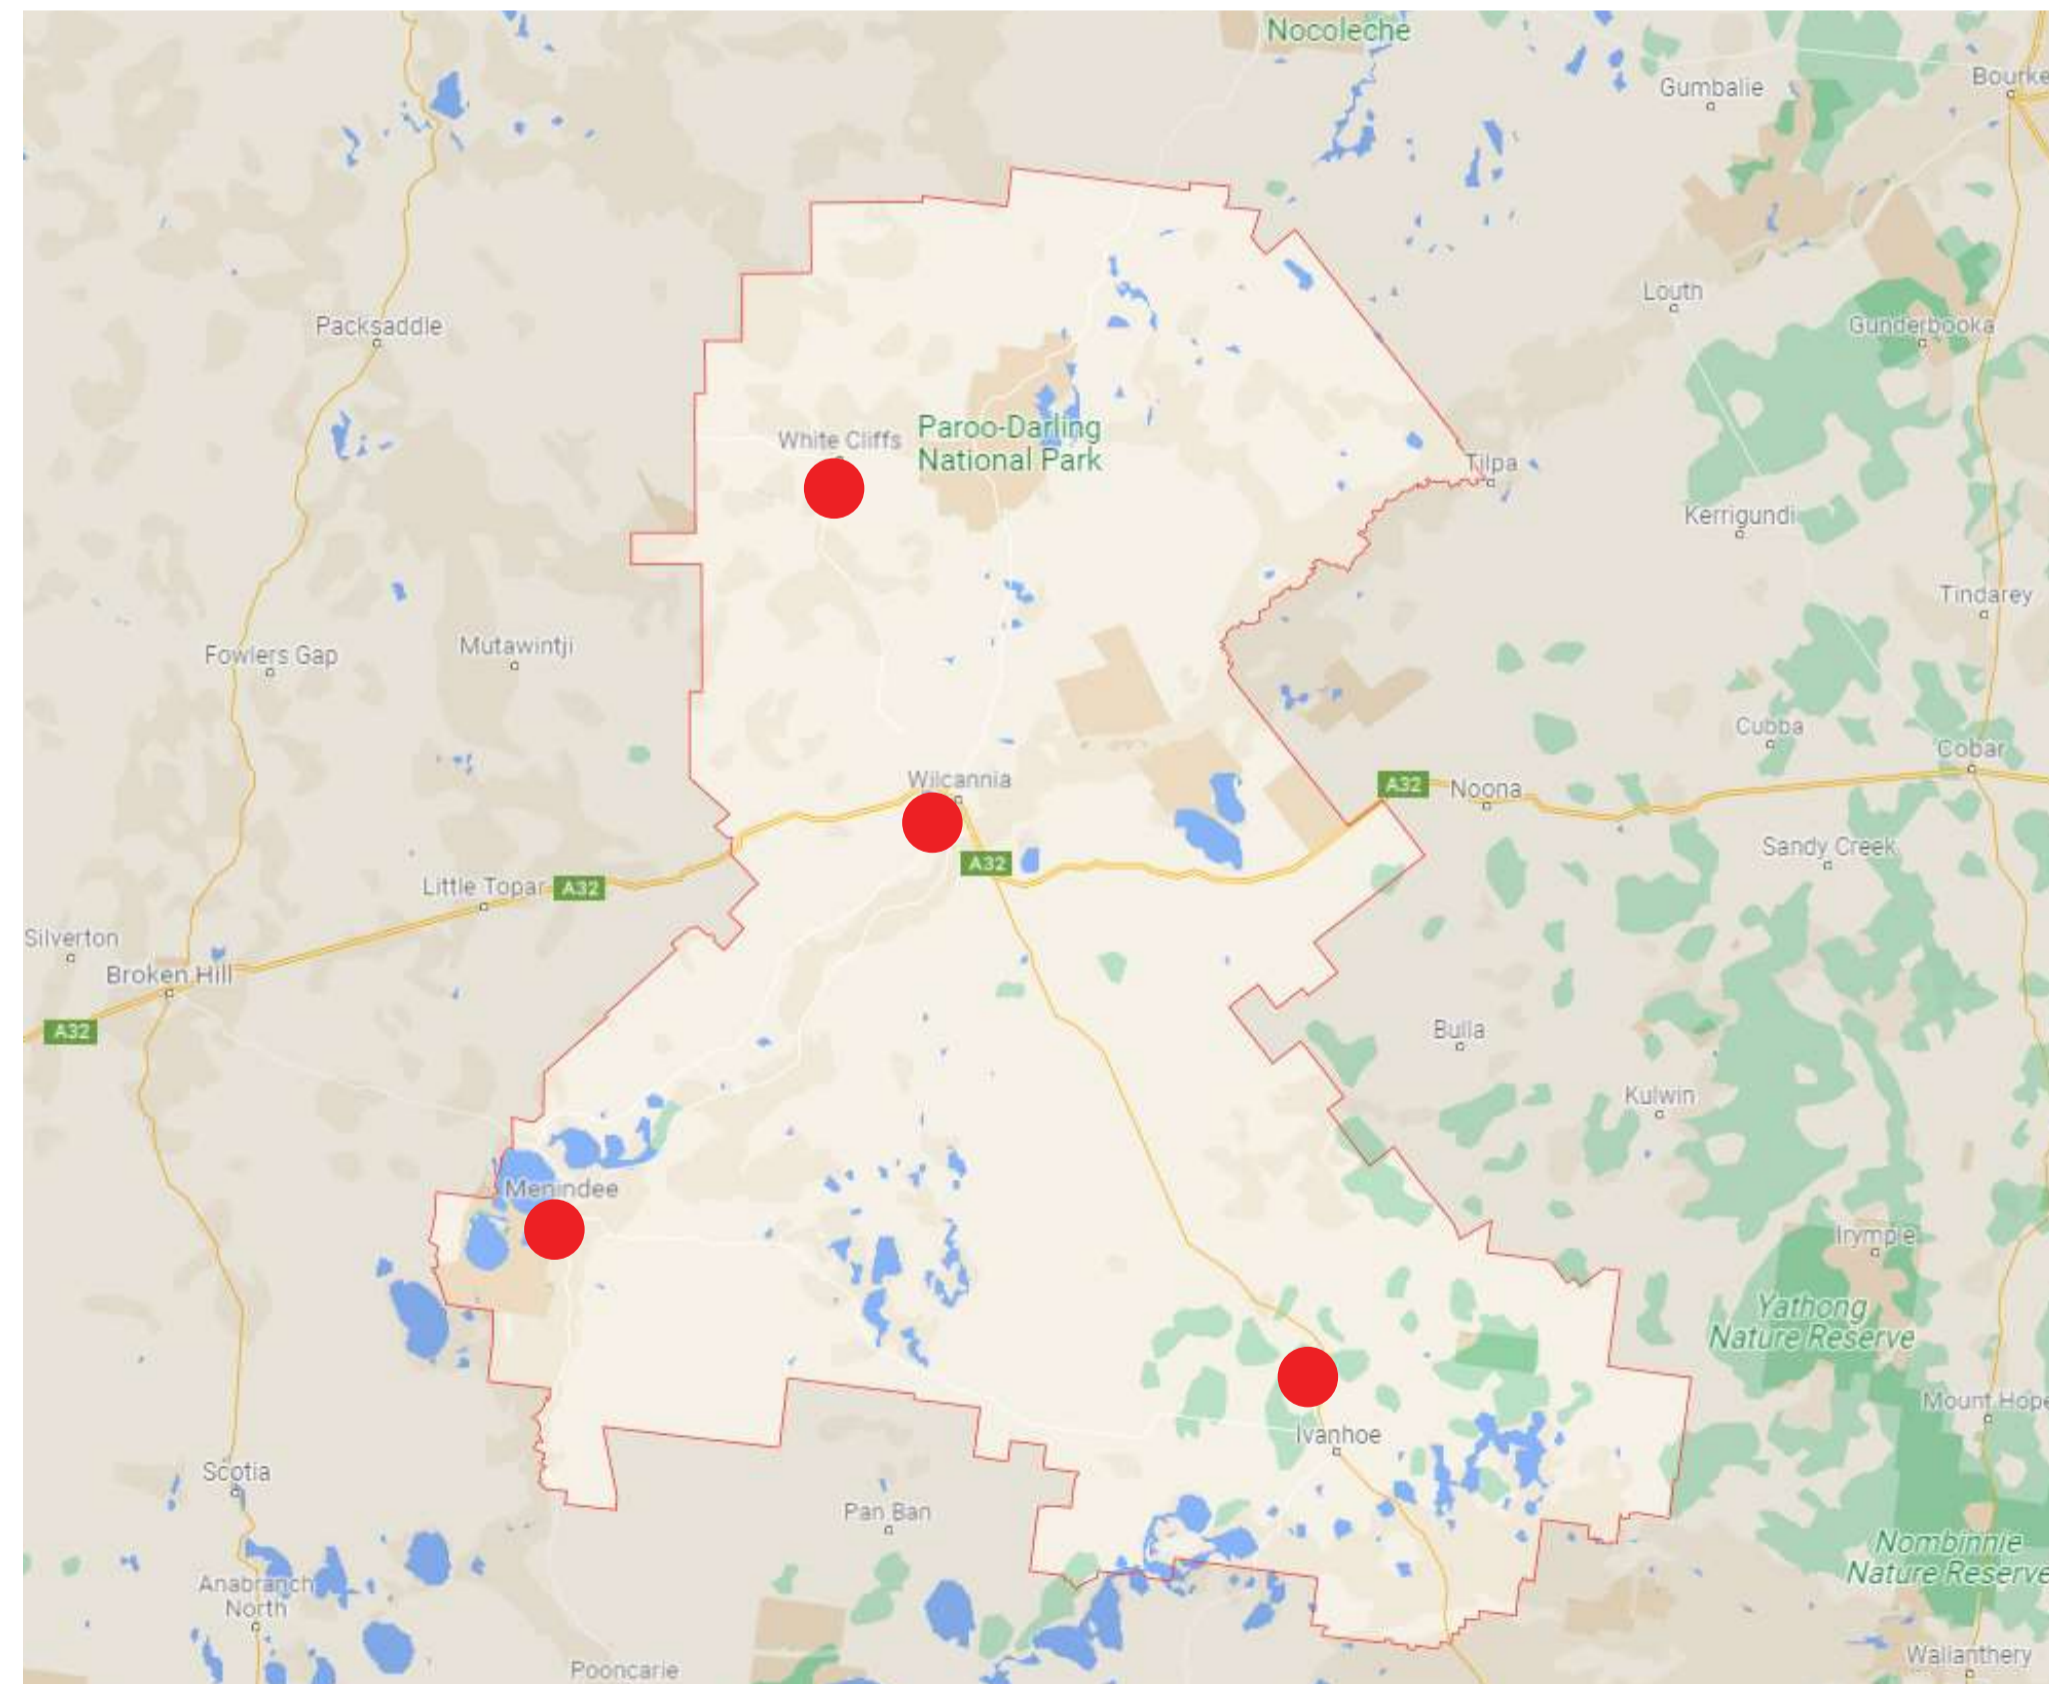 Nocoleche
Bourke
Gumbalie
Louth
Packsaddle
Gunderbooka
White Cliffs
Paroo-Darling
National Park
Tilpa
Kerrigundi
Tindarey
Mutawintji
Fowlers Gap
Cubba
Cobar
Wilcannia
A32
Noona
Sandy Creek
A32
Little Topar
A32
Silverton
Broken Hill
A32
Bulla
Kulwin
Menindee
Irymple
Yathong
Nature Reserve
Mount Hope
Ivanhoe
Scotia
Pan Ban
Nombinnie
Nature Reserve
Anabranch
North
Wallanthery
Pooncarie